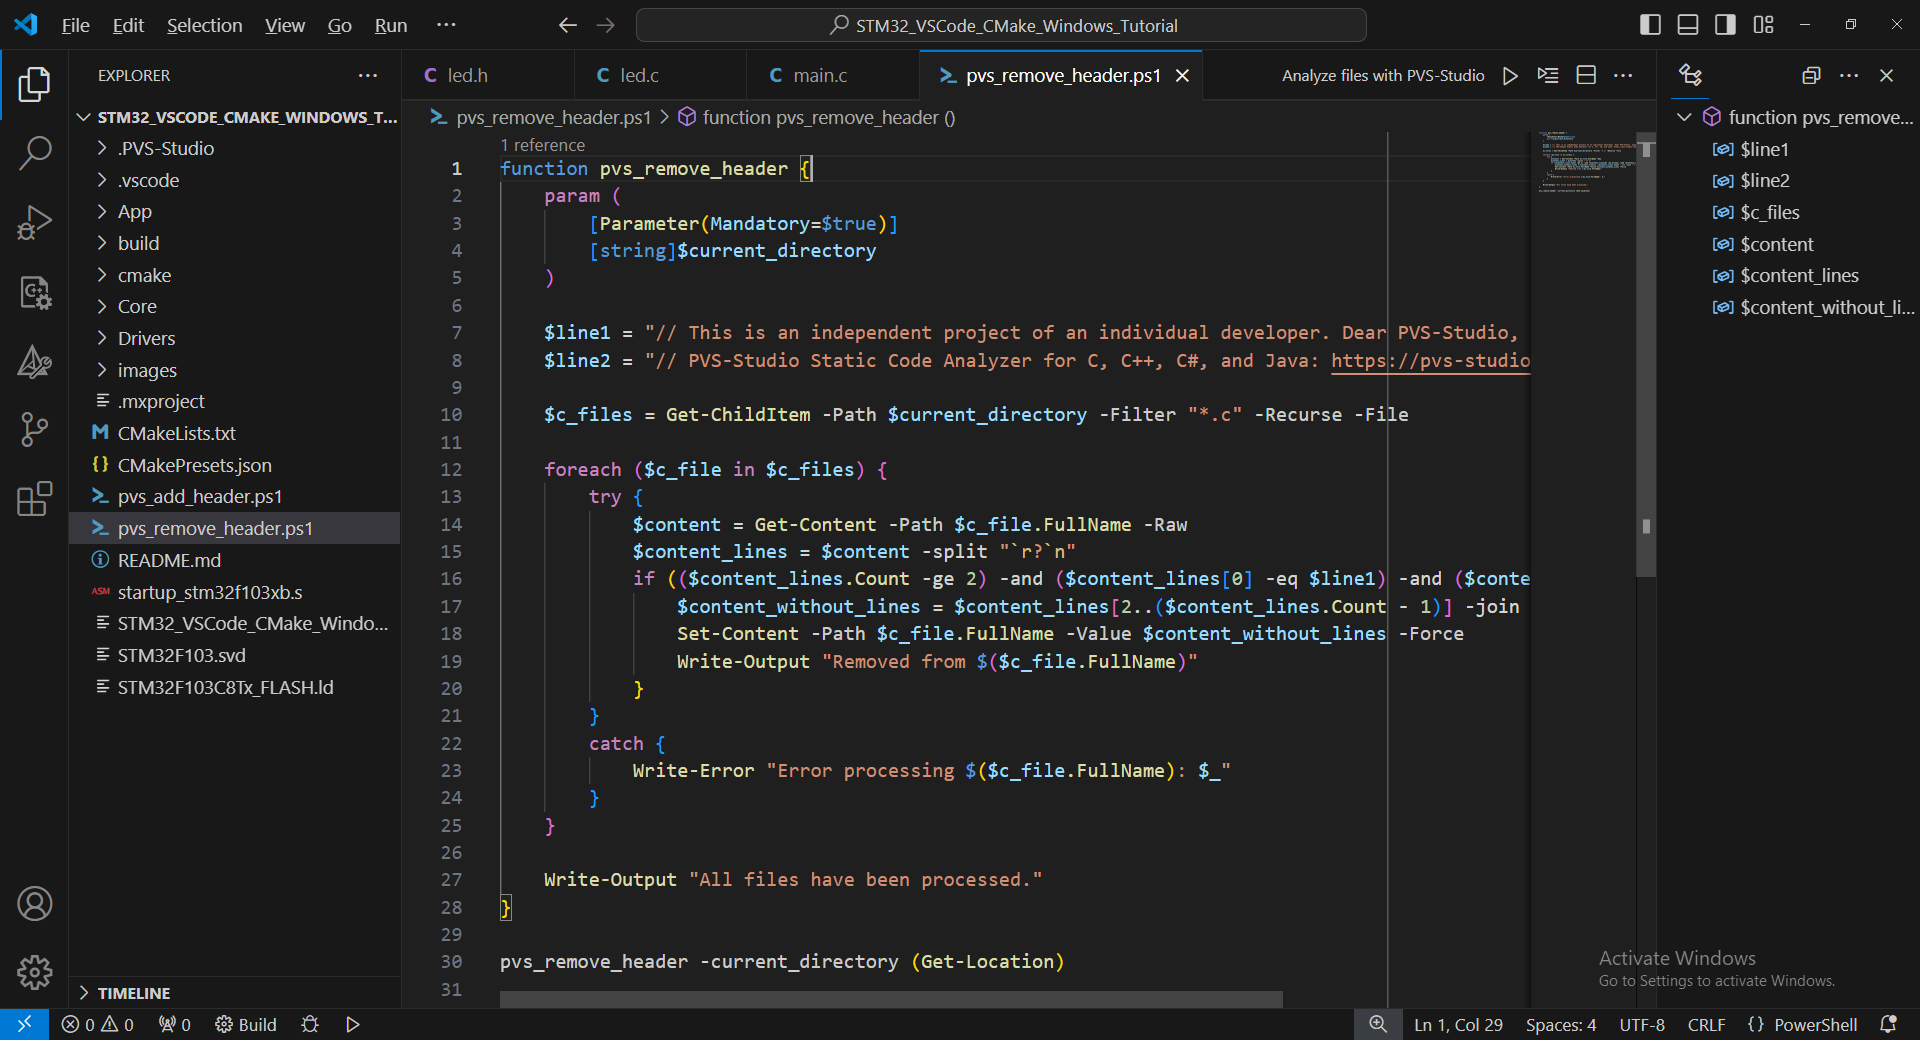 File Edit Selection View Go Run ··· STM32_VSCode_CMake_Windows_Tutorial
EXPLORER ···
STM32_VSCODE_CMAKE_WINDOWS_T...
.PVS-Studio
.vscode
App
build
cmake
Core
Drivers
images
.mxproject
CMakeLists.txt
CMakePresets.json
pvs_add_header.ps1
pvs_remove_header.ps1
README.md
ASM startup_stm32f103xb.s
STM32_VSCode_CMake_Windo...
STM32F103.svd
STM32F103C8Tx_FLASH.ld
TIMELINE
C led.h C led.c C main.c pvs_remove_header.ps1 Analyze files with PVS-Studio ···
pvs_remove_header.ps1 > function pvs_remove_header ()
1 reference
1 function pvs_remove_header {
2 param (
3 [Parameter(Mandatory=$true)]
4 [string]$current_directory
5 )
6
7 $line1 = "// This is an independent project of an individual developer. Dear PVS-Studio,
8 $line2 = "// PVS-Studio Static Code Analyzer for C, C++, C#, and Java: https://pvs-studio
9
10 $c_files = Get-ChildItem -Path $current_directory -Filter "*.c" -Recurse -File
11
12 foreach ($c_file in $c_files) {
13 try {
14 $content = Get-Content -Path $c_file.FullName -Raw
15 $content_lines = $content -split "`r?`n"
16 if (($content_lines.Count -ge 2) -and ($content_lines[0] -eq $line1) -and ($conte
17 $content_without_lines = $content_lines[2..($content_lines.Count - 1)] -join
18 Set-Content -Path $c_file.FullName -Value $content_without_lines -Force
19 Write-Output "Removed from $($c_file.FullName)"
20 }
21 }
22 catch {
23 Write-Error "Error processing $($c_file.FullName): $_"
24 }
25 }
26
27 Write-Output "All files have been processed."
28 }
29
30 pvs_remove_header -current_directory (Get-Location)
31
function pvs_remove...
$line1
$line2
$c_files
$content
$content_lines
$content_without_li...
Activate Windows
Go to Settings to activate Windows.
0 0 0 Build Ln 1, Col 29 Spaces: 4 UTF-8 CRLF {} PowerShell